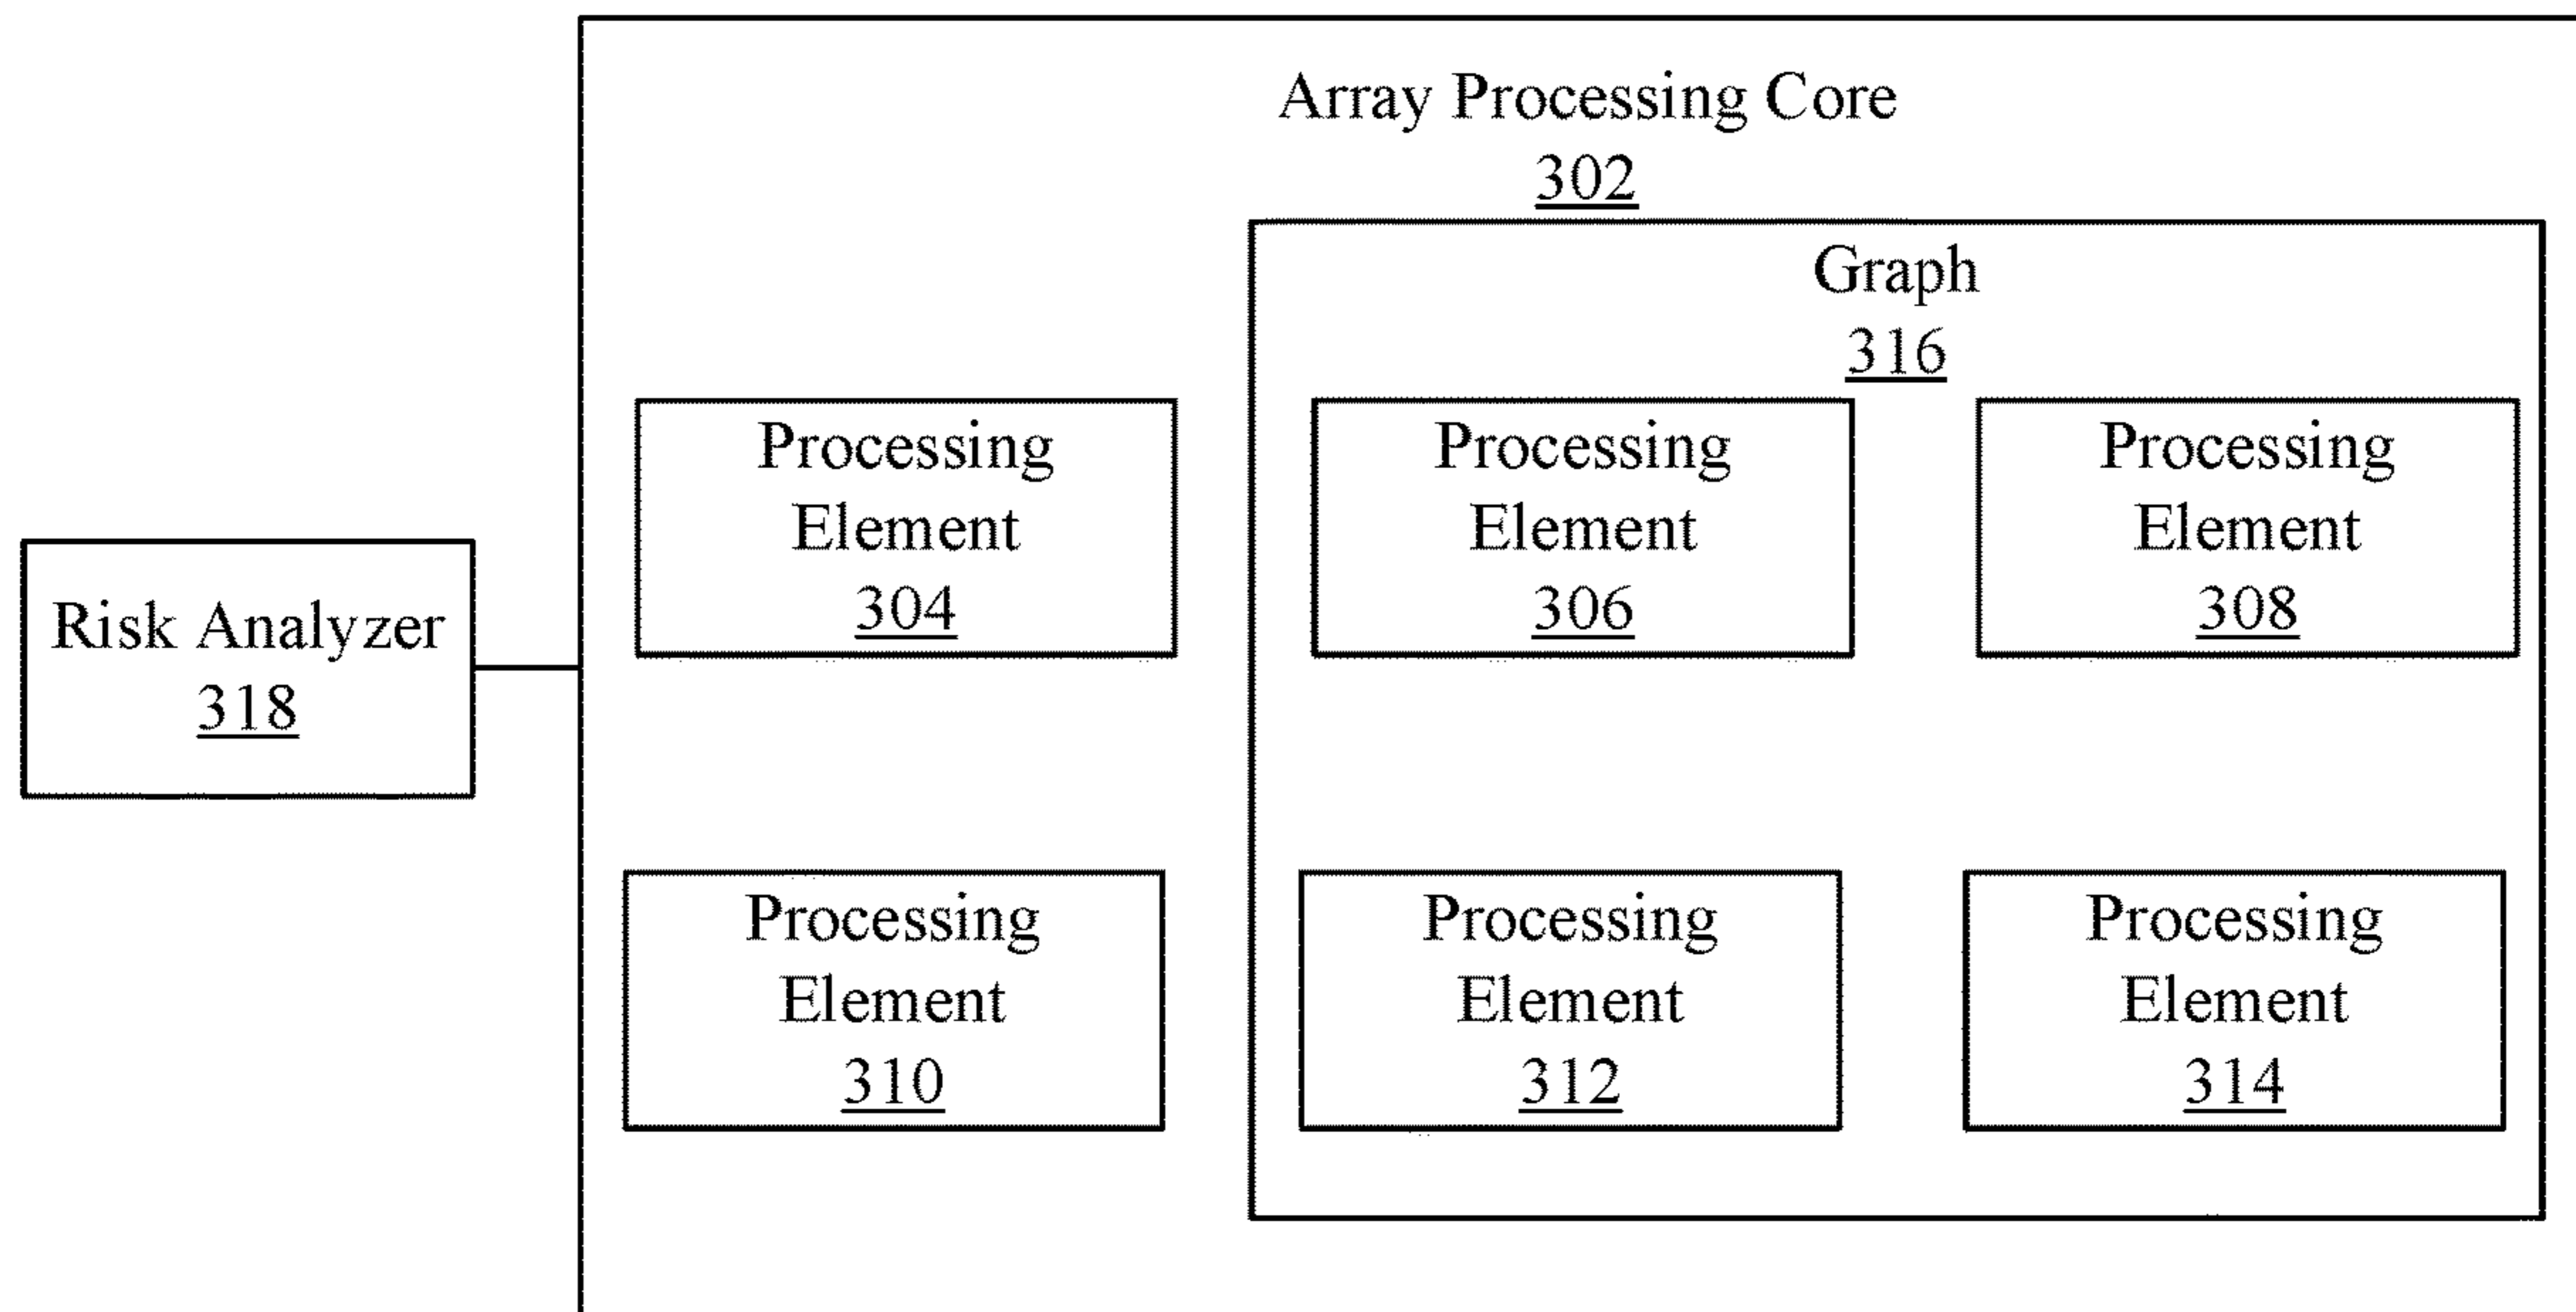 Array Processing Core
302
Graph
316
Processing
Element
304
Processing
Element
306
Processing
Element
308
Risk Analyzer
318
Processing
Element
310
Processing
Element
312
Processing
Element
314